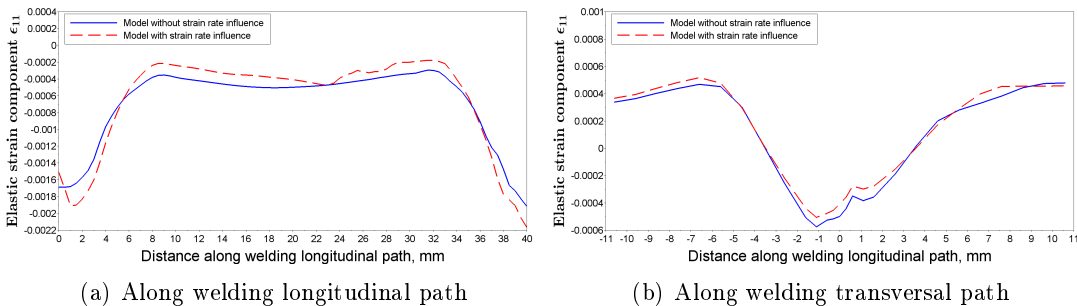 0.0004
0.0002
0
-0.0002
-0.0004
-0.0006
-0.0008
-0.001
-0.0012
-0.0014
-0.0016
-0.0018
-0.002
-0.0022
Elastic strain component ϵ11
Model without strain rate influence
Model with strain rate influence
0 2 4 6 8 10 12 14 16 18 20 22 24 26 28 30 32 34 36 38 40
Distance along welding longitudinal path, mm
(a) Along welding longitudinal path
0.001
0.0008
0.0006
0.0004
0.0002
0
-0.0002
-0.0004
-0.0006
Elastic strain component ϵ11
Model without strain rate influence
Model with strain rate influence
-11 -10 -9 -8 -7 -6 -5 -4 -3 -2 -1 0 1 2 3 4 5 6 7 8 9 10 11
Distance along welding longitudinal path, mm
(b) Along welding transversal path